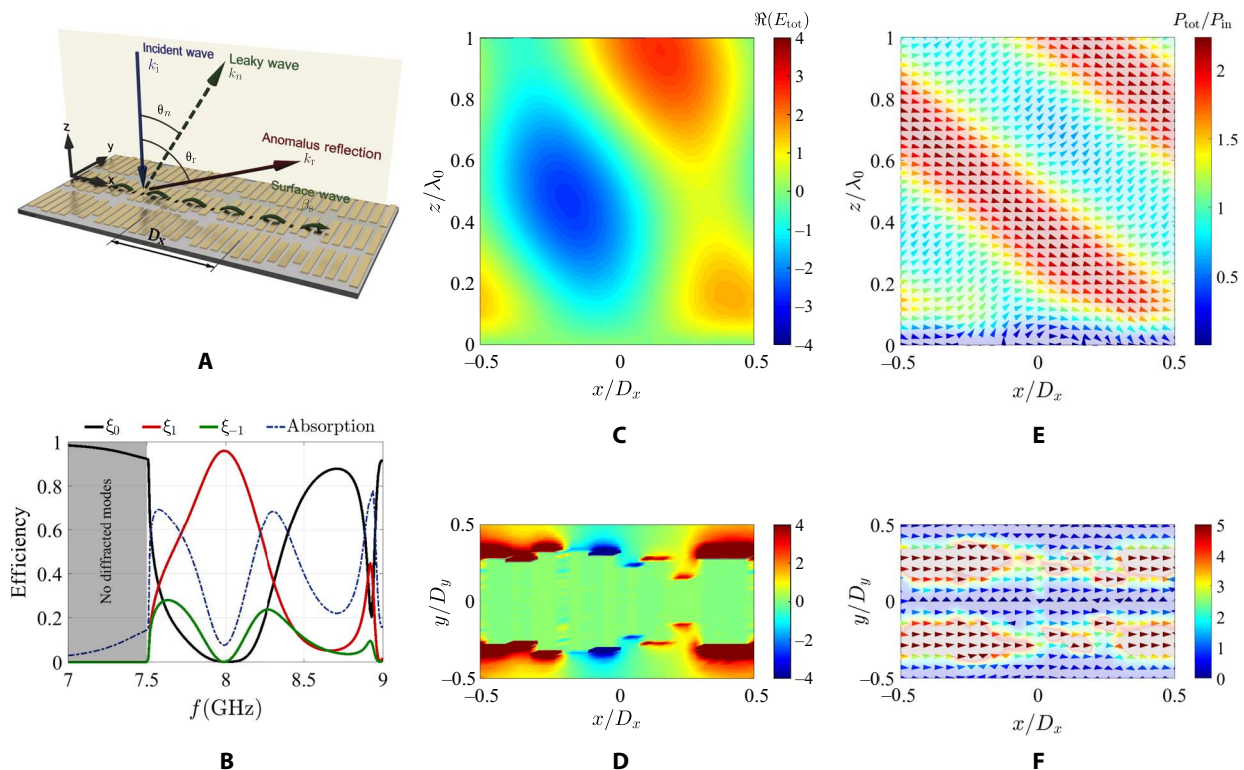 Incident wave
k_i
Leaky wave
k_n
θ_n
Anomalus reflection
k_r
θ_r
z
y
x
Surface wave
β_s
D_x
A
ξ_0 ξ_1 ξ_{-1} Absorption
1
0.8
0.6
0.4
0.2
0
Efficiency
No diffracted modes
7 7.5 8 8.5 9
f(GHz)
B
ℜ(E_tot)
1
0.8
0.6
0.4
0.2
0
z/λ_0
–0.5 0 0.5
x/D_x
4
3
2
1
0
–1
–2
–3
–4
C
0.5
0
–0.5
y/D_y
–0.5 0 0.5
x/D_x
4
2
0
–2
–4
D
P_tot/P_in
1
0.8
0.6
0.4
0.2
0
z/λ_0
–0.5 0 0.5
x/D_x
2
1.5
1
0.5
E
0.5
0
–0.5
y/D_y
–0.5 0 0.5
x/D_x
5
4
3
2
1
0
F